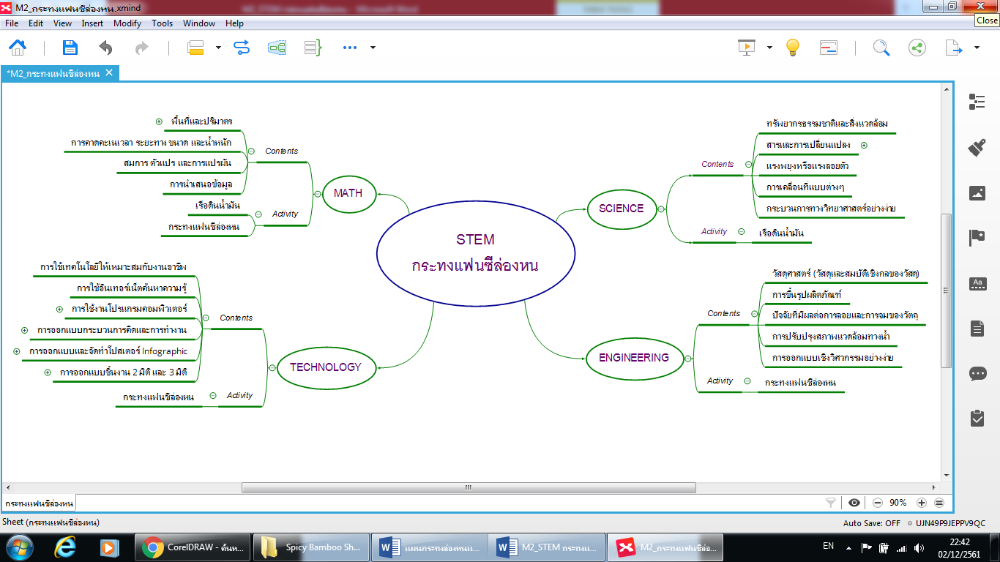 M2_กระทงแฟนซีล่องหน.xmind
Close
File Edit View Insert Modify Tools Window Help
*M2_กระทงแฟนซีล่องหน
STEM
กระทงแฟนซีล่องหน
MATH
Contents
พื้นที่และปริมาตร
การคาดคะเนเวลา ระยะทาง ขนาด และน้ำหนัก
สมการ ตัวแปร และการแปรผัน
การนำเสนอข้อมูล
Activity
เรือดินน้ำมัน
กระทงแฟนซีล่องหน
SCIENCE
Contents
ทรัพยากรธรรมชาติและสิ่งแวดล้อม
สารและการเปลี่ยนแปลง
แรงพยุงหรือแรงลอยตัว
การเคลื่อนที่แบบต่างๆ
กระบวนการทางวิทยาศาสตร์อย่างง่าย
Activity
เรือดินน้ำมัน
TECHNOLOGY
Contents
การใช้เทคโนโลยีให้เหมาะสมกับงานอาชีพ
การใช้อินเทอร์เน็ตค้นหาความรู้
การใช้งานโปรแกรมคอมพิวเตอร์
การออกแบบกระบวนการคิดและการทำงาน
การออกแบบและจัดทำโปสเตอร์ Infographic
การออกแบบชิ้นงาน 2 มิติ และ 3 มิติ
Activity
กระทงแฟนซีล่องหน
ENGINEERING
Contents
วัสดุศาสตร์ (วัสดุและสมบัติเชิงกลของวัสดุ)
การขึ้นรูปผลิตภัณฑ์
ปัจจัยที่มีผลต่อการลอยและการจมของวัตถุ
การปรับปรุงสภาพแวดล้อมทางน้ำ
การออกแบบเชิงวิศวกรรมอย่างง่าย
Activity
กระทงแฟนซีล่องหน
กระทงแฟนซีล่องหน
90%
Sheet (กระทงแฟนซีล่องหน)
Auto Save: OFF UJN49P9JEPPV9QC
CorelDRAW - ค้นห...
Spicy Bamboo Sh...
แผนกระทงล่องหนแ...
M2_STEM กระทงแ...
M2_กระทงแฟนซีล่อ...
EN
22:42
02/12/2561